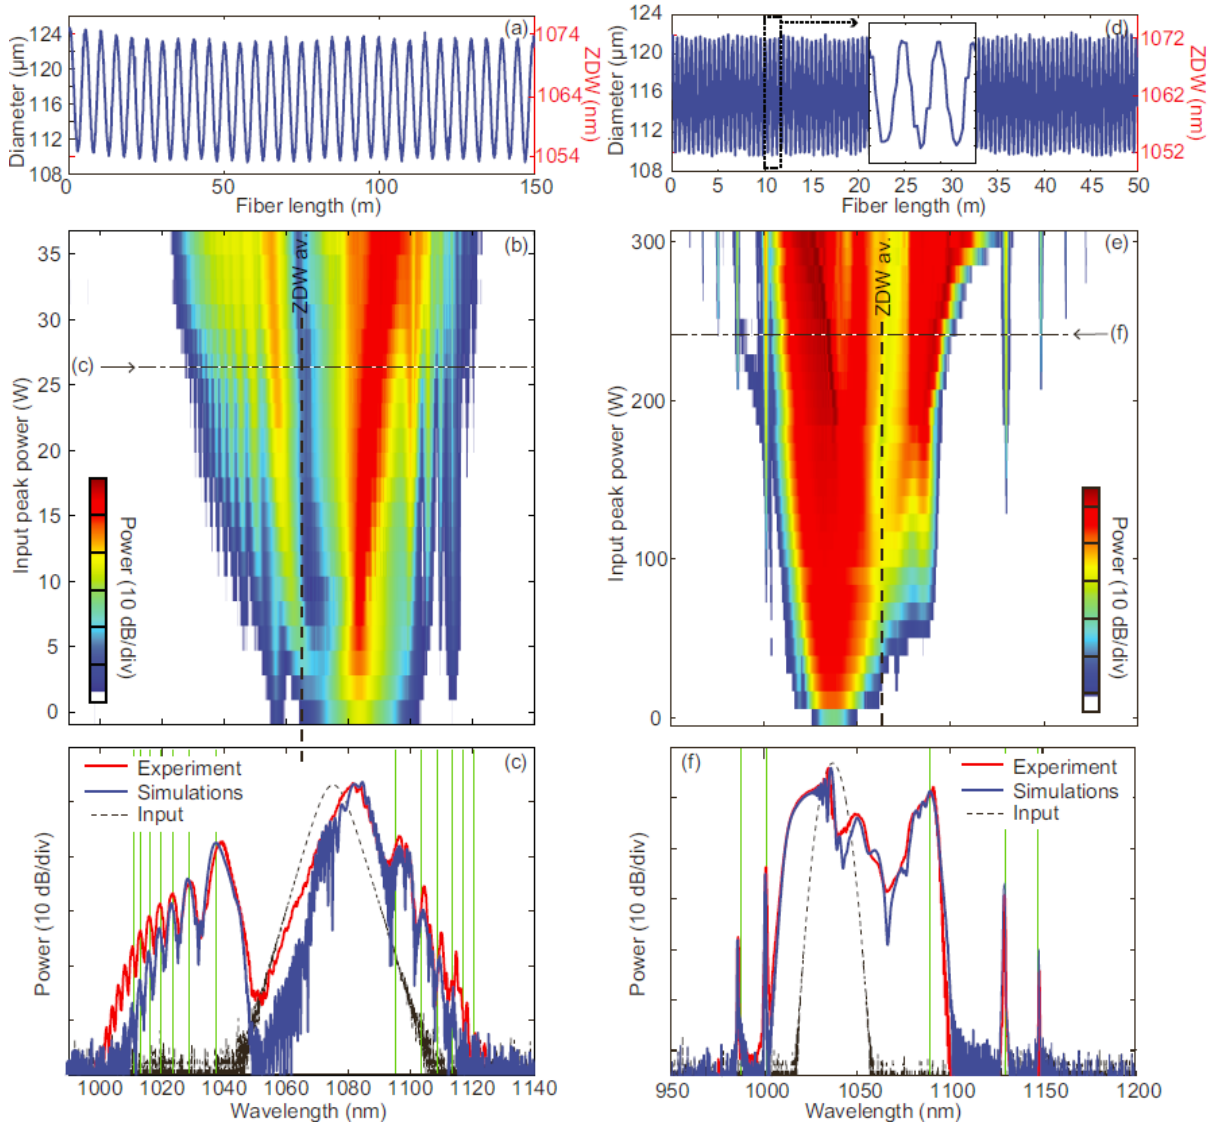 (a)
124
120
116
112
108
Diameter (µm)
1074
1064
1054
ZDW (nm)
0
50
100
150
Fiber length (m)
(d)
124
120
116
112
108
Diameter (µm)
1072
1062
1052
ZDW (nm)
0
5
10
15
20
25
30
35
40
45
50
Fiber length (m)
(b)
35
30
25
20
15
10
5
0
Input peak power (W)
ZDW av.
(c)
Power (10 dB/div)
(e)
300
200
100
0
Input peak power (W)
ZDW av.
(f)
Power (10 dB/div)
(c)
Experiment
Simulations
Input
Power (10 dB/div)
1000
1020
1040
1060
1080
1100
1120
1140
Wavelength (nm)
(f)
Experiment
Simulations
Input
Power (10 dB/div)
950
1000
1050
1100
1150
1200
Wavelength (nm)